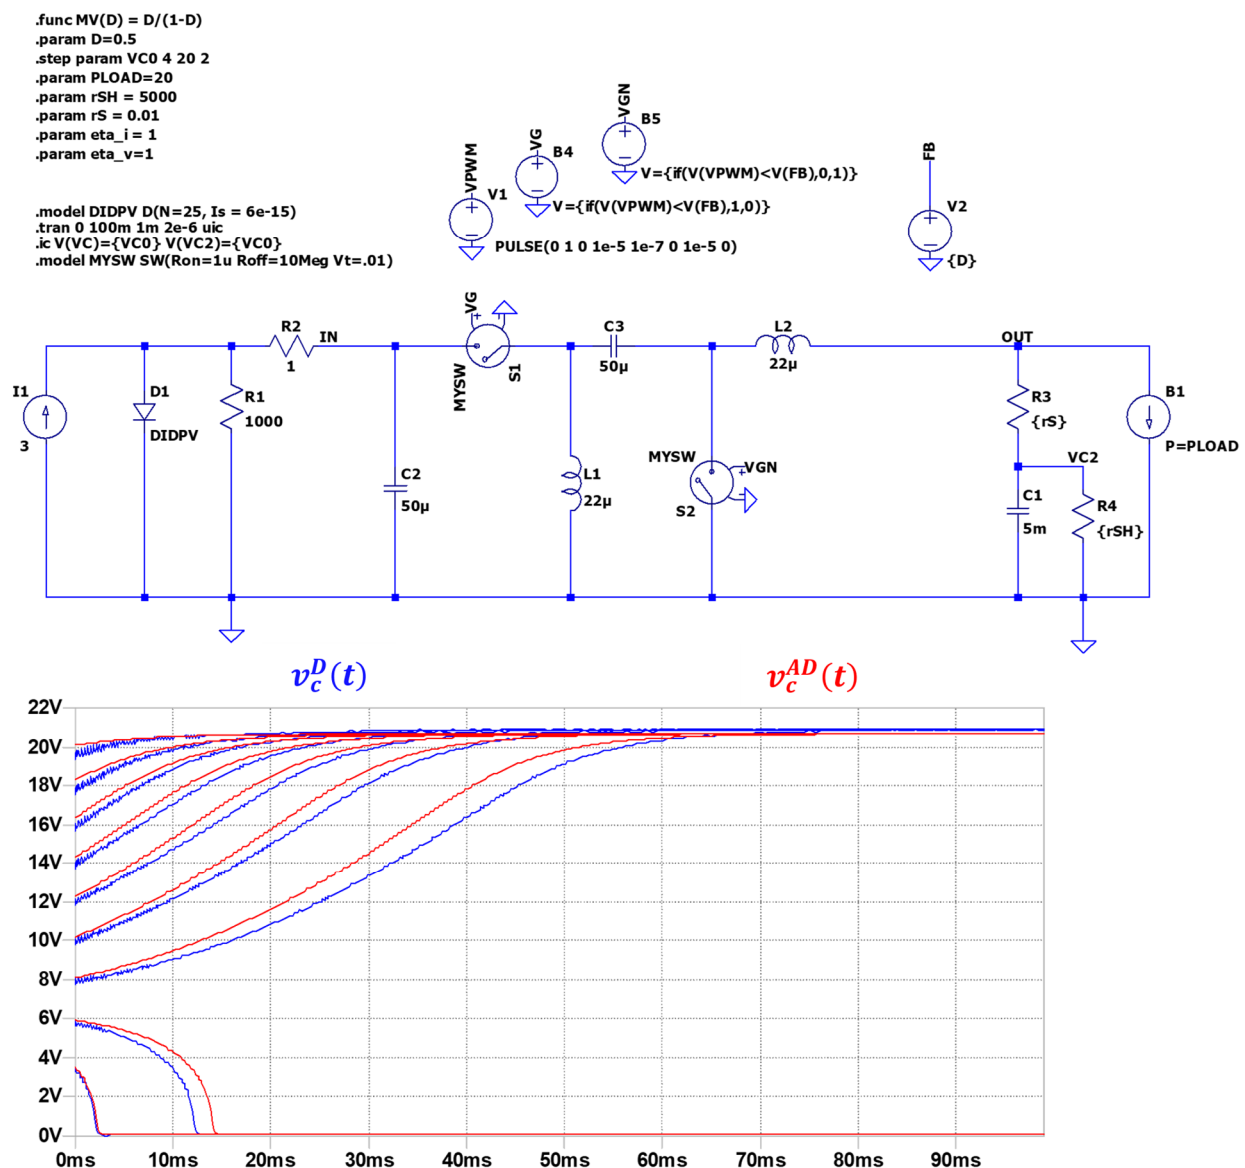 .func MV(D) = D/(1-D)
.param D=0.5
.step param VC0 4 20 2
.param PLOAD=20
.param rSH = 5000
.param rS = 0.01
.param eta_i = 1
.param eta_v=1
.model DIDPV D(N=25, Is = 6e-15)
.tran 0 100m 1m 2e-6 uic
.ic V(VC)={VC0} V(VC2)={VC0}
.model MYSW SW(Ron=1u Roff=10Meg Vt=.01)
VPWM
V1
PULSE(0 1 0 1e-5 1e-7 0 1e-5 0)
VG
B4
V={if(V(VPWM)<V(FB),1,0)}
VGN
B5
V={if(V(VPWM)<V(FB),0,1)}
FB
V2
{D}
I1
3
D1
DIDPV
R1
1000
R2
1
IN
C2
50µ
VG
MYSW
S1
C3
50µ
L1
22µ
MYSW
VGN
S2
L2
22µ
OUT
R3
{rS}
VC2
C1
5m
R4
{rSH}
B1
P=PLOAD
v_c^D(t)
v_c^AD(t)
22V
20V
18V
16V
14V
12V
10V
8V
6V
4V
2V
0V
0ms 10ms 20ms 30ms 40ms 50ms 60ms 70ms 80ms 90ms